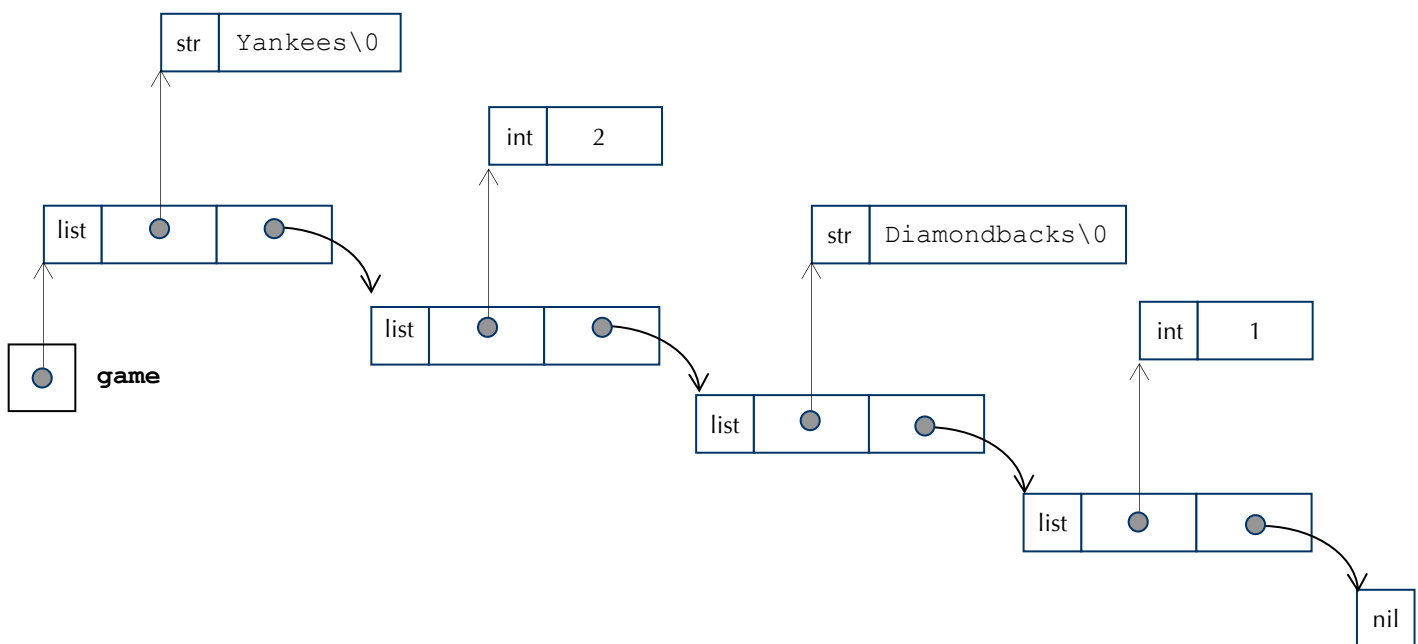 str Yankees\0
int 2
list
str Diamondbacks\0
list
int 1
game
list
list
nil